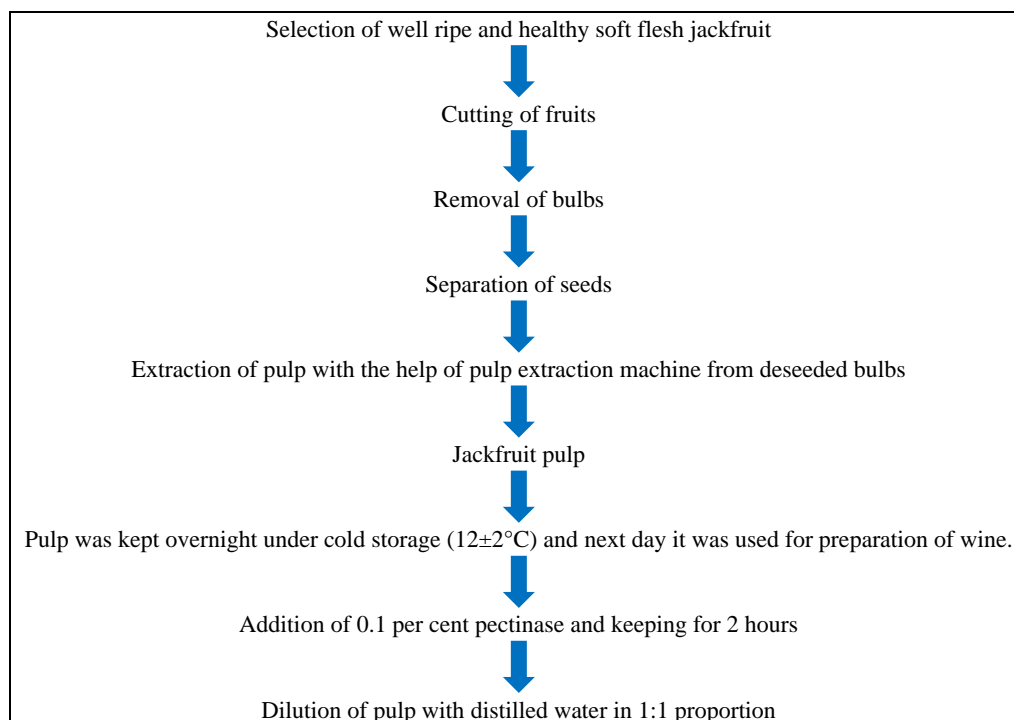 Selection of well ripe and healthy soft flesh jackfruit
Cutting of fruits
Removal of bulbs
Separation of seeds
Extraction of pulp with the help of pulp extraction machine from deseeded bulbs
Jackfruit pulp
Pulp was kept overnight under cold storage (12±2°C) and next day it was used for preparation of wine.
Addition of 0.1 per cent pectinase and keeping for 2 hours
Dilution of pulp with distilled water in 1:1 proportion